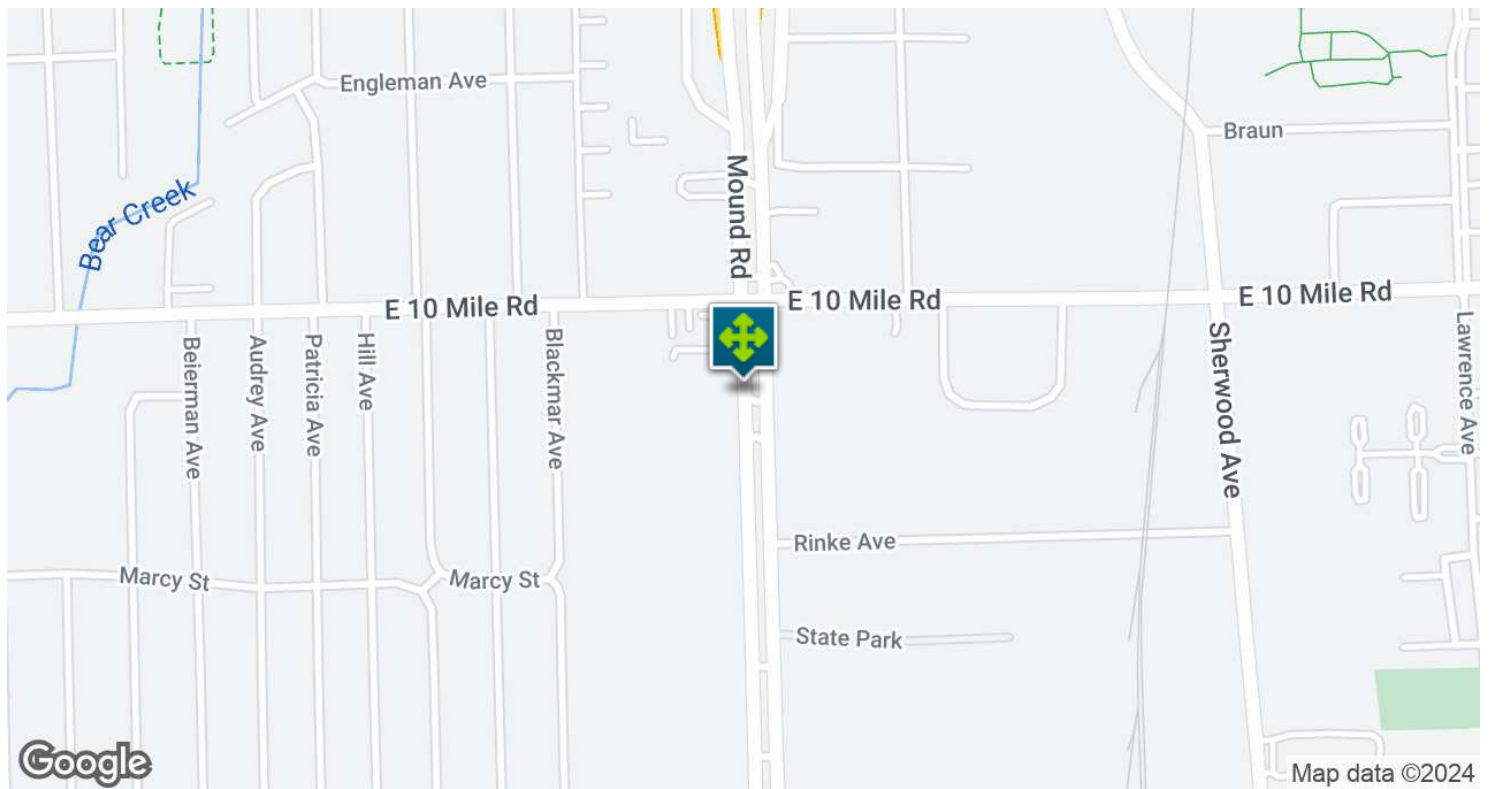 Engleman Ave
Braun
Mound Rd
Bear Creek
E 10 Mile Rd
E 10 Mile Rd
E 10 Mile Rd
Beierman Ave
Audrey Ave
Patricia Ave
Hill Ave
Blackmar Ave
Sherwood Ave
Lawrence Ave
Rinke Ave
Marcy St
Marcy St
State Park
Google
Map data ©2024